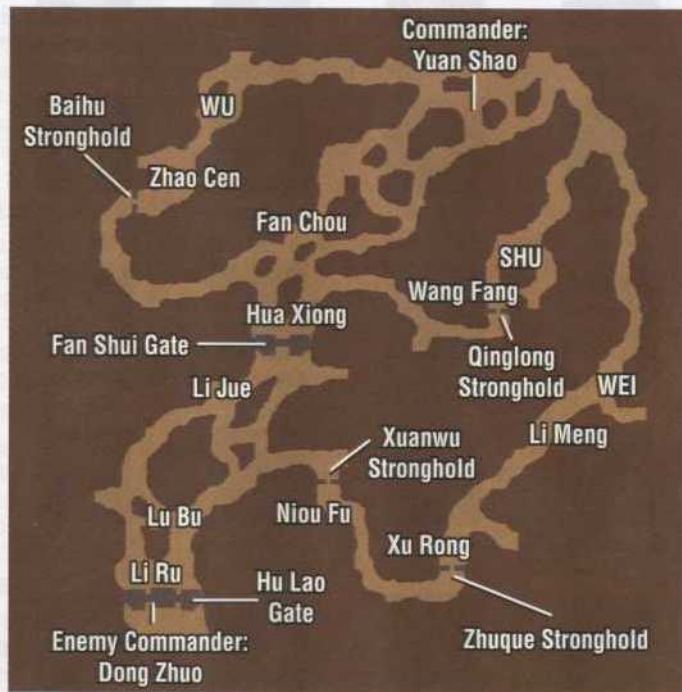 Commander:
Yuan Shao
Baihu
Stronghold
WU
Zhao Cen
Fan Chou
SHU
Wang Fang
Hua Xiong
Fan Shui Gate
Qinglong
Stronghold
WEI
Li Jue
Li Meng
Xuanwu
Stronghold
Lu Bu
Niou Fu
Xu Rong
Li Ru
Hu Lao
Gate
Enemy Commander:
Dong Zhuo
Zhuque Stronghold